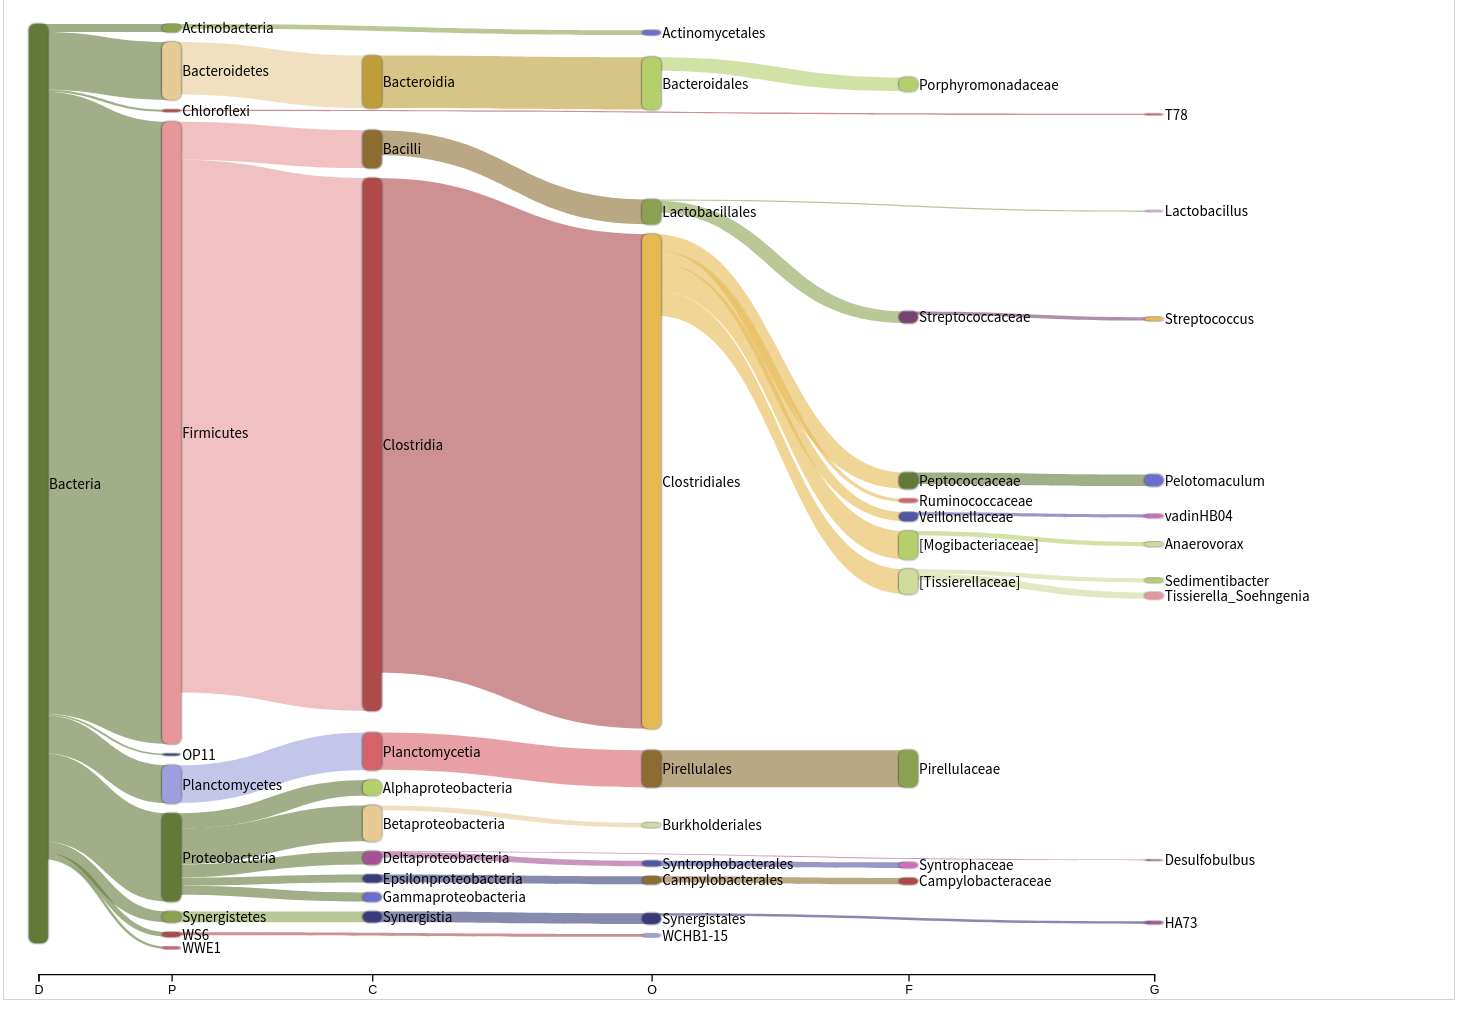 Actinobacteria
Actinomycetales
Bacteroidetes
Bacteroidia
Bacteroidales
Porphyromonadaceae
Chloroflexi
T78
Bacilli
Lactobacillales
Lactobacillus
Streptococcaceae
Streptococcus
Firmicutes
Clostridia
Bacteria
Clostridiales
Peptococcaceae
Pelotomaculum
Ruminococcaceae
Veillonellaceae
vadinHB04
[Mogibacteriaceae]
Anaerovorax
[Tissierellaceae]
Sedimentibacter
Tissierella_Soehngenia
OP11
Planctomycetia
Planctomycetes
Pirellulales
Pirellulaceae
Alphaproteobacteria
Betaproteobacteria
Burkholderiales
Proteobacteria
Deltaproteobacteria
Syntrophobacterales
Syntrophaceae
Desulfobulbus
Epsilonproteobacteria
Campylobacterales
Campylobacteraceae
Gammaproteobacteria
Synergistetes
Synergistia
Synergistales
HA73
WS6
WCHB1-15
WWE1
D P C O F G